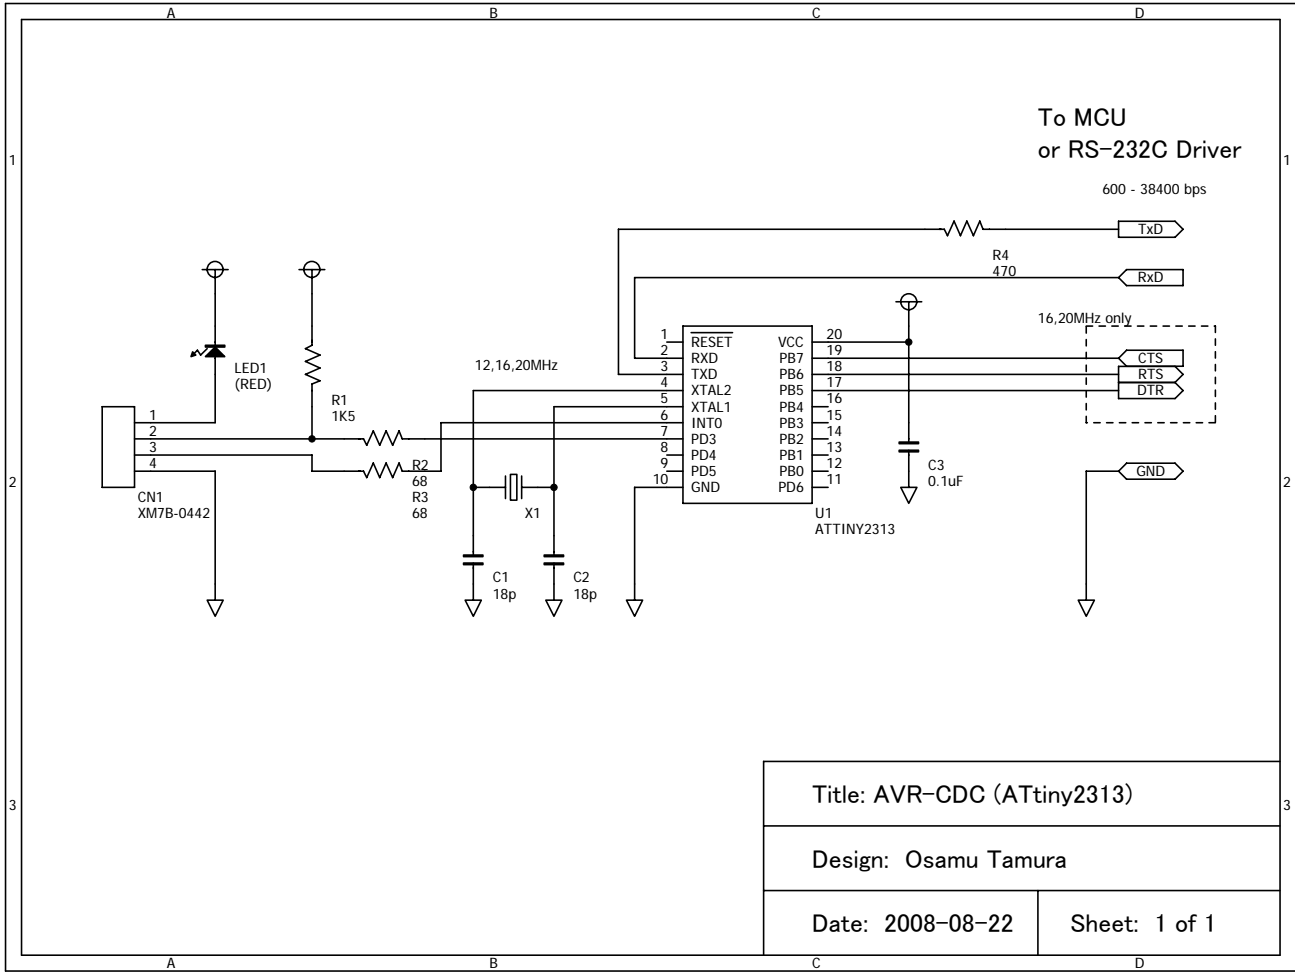 A B C D
1 1
To MCU
or RS-232C Driver
600 - 38400 bps
TxD
R4
470
RxD
16,20MHz only
CTS
RTS
DTR
GND
LED1
(RED)
R1
1K5
12,16,20MHz
1
2
3
4
CN1
XM7B-0442
R2
68
R3
68
X1
C1
18p
C2
18p
1 RESET VCC 20
2 RXD PB7 19
3 TXD PB6 18
4 XTAL2 PB5 17
5 XTAL1 PB4 16
6 INT0 PB3 15
7 PD3 PB2 14
8 PD4 PB1 13
9 PD5 PB0 12
10 GND PD6 11
U1
ATTINY2313
C3
0.1uF
2 2
3 3
Title: AVR-CDC (ATtiny2313)
Design: Osamu Tamura
Date: 2008-08-22 Sheet: 1 of 1
A B C D